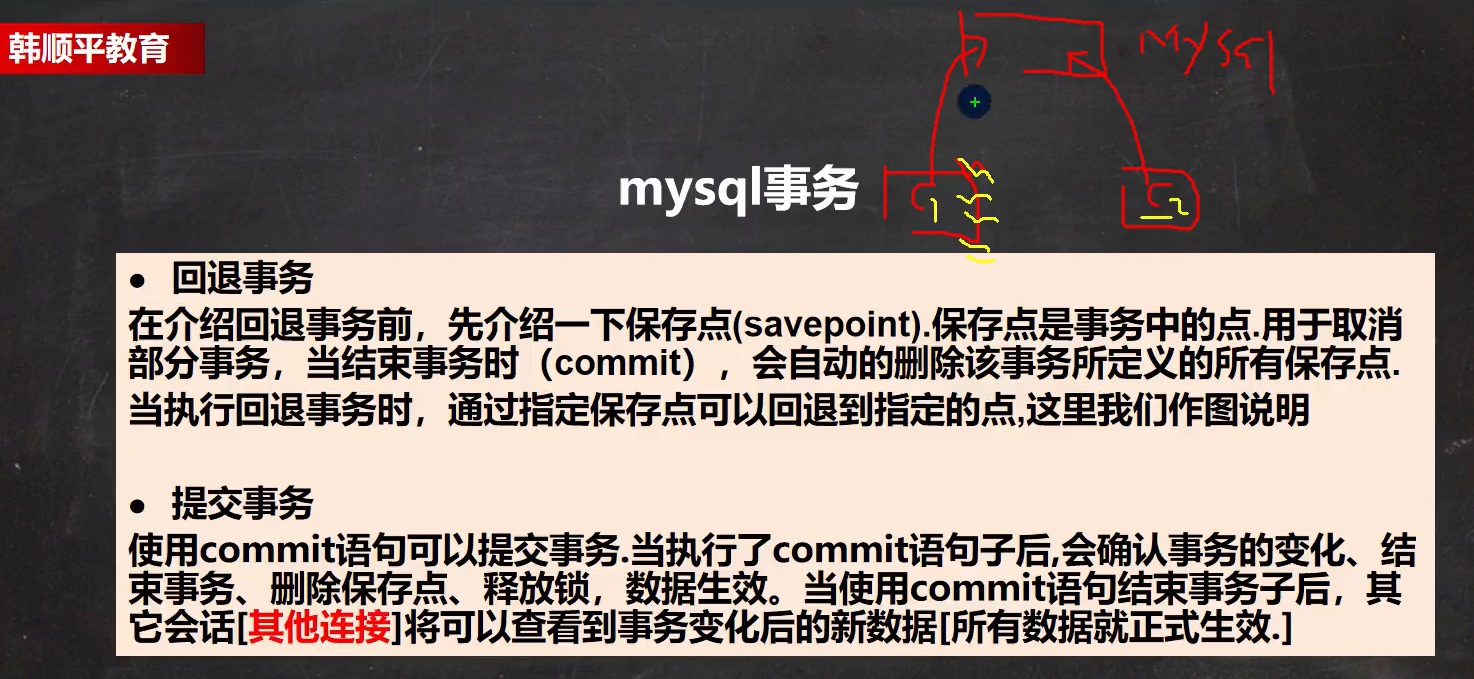 韩顺平教育
mysql
mysql事务
C1
C2
● 回退事务
在介绍回退事务前，先介绍一下保存点(savepoint).保存点是事务中的点.用于取消
部分事务，当结束事务时（commit），会自动的删除该事务所定义的所有保存点.
当执行回退事务时，通过指定保存点可以回退到指定的点,这里我们作图说明
● 提交事务
使用commit语句可以提交事务.当执行了commit语句子后,会确认事务的变化、结
束事务、删除保存点、释放锁，数据生效。当使用commit语句结束事务子后，其
它会话[其他连接]将可以查看到事务变化后的新数据[所有数据就正式生效.]